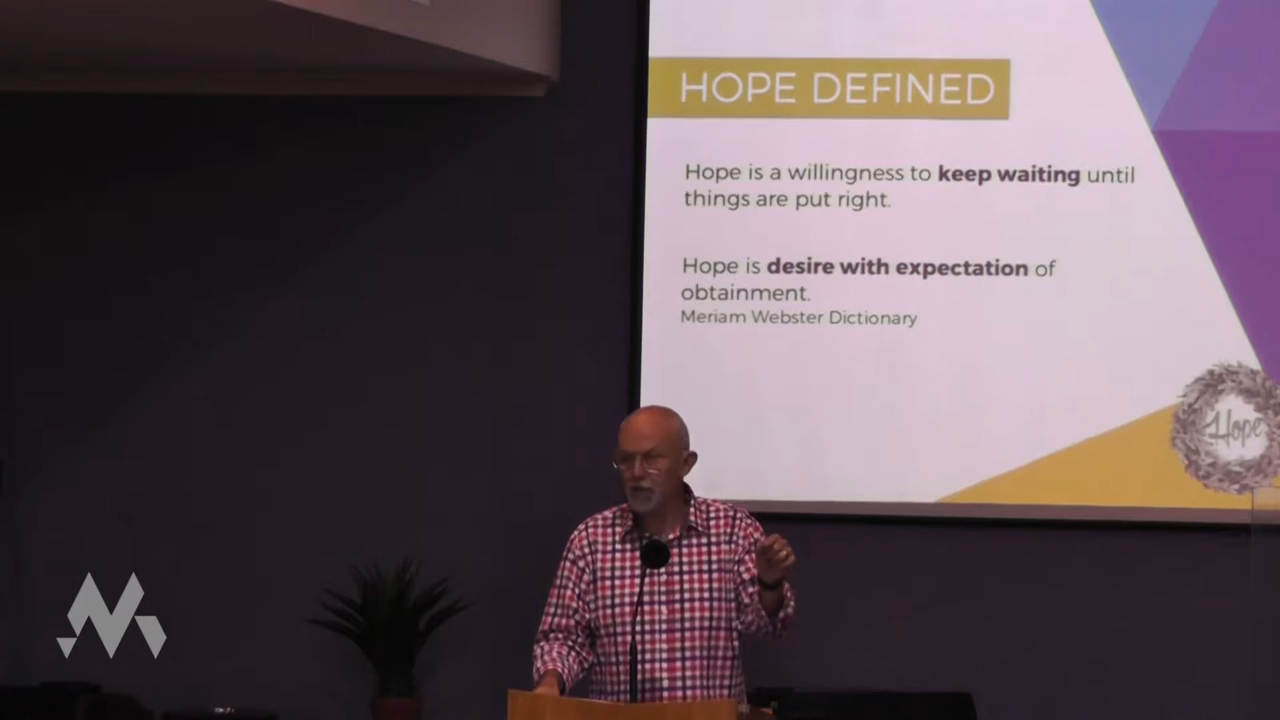 HOPE DEFINED
Hope is a willingness to keep waiting until
things are put right.
Hope is desire with expectation of
obtainment.
Meriam Webster Dictionary
Hope